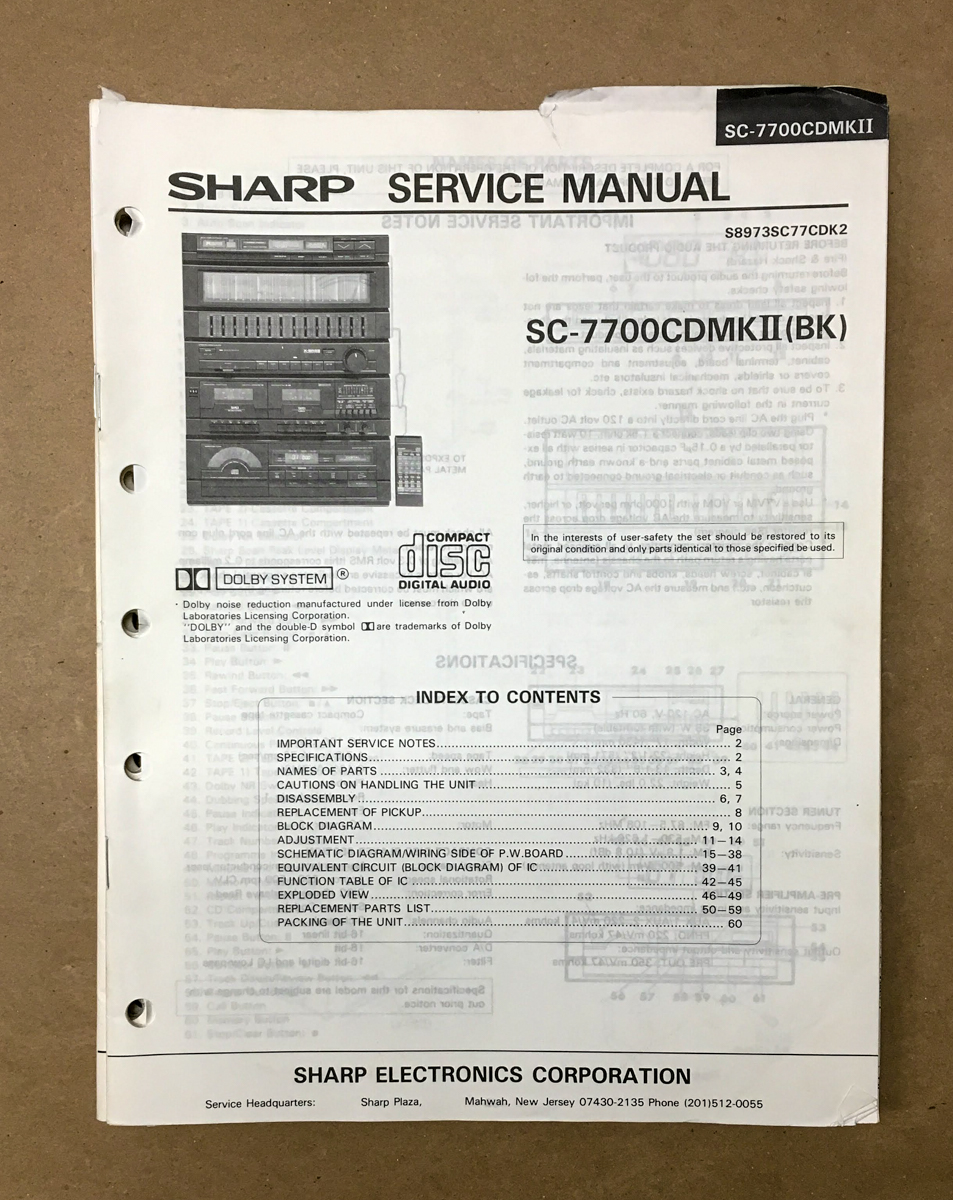 SC-7700CDMKII
SHARP SERVICE MANUAL
S8973SC77CDK2
SC-7700CDMKII(BK)
In the interests of user-safety the set should be restored to its
original condition and only parts identical to those specified be used.
COMPACT
disc
DIGITAL AUDIO
DOLBY SYSTEM ®
Dolby noise reduction manufactured under license from Dolby
Laboratories Licensing Corporation.
"DOLBY" and the double-D symbol are trademarks of Dolby
Laboratories Licensing Corporation.
INDEX TO CONTENTS
Page
IMPORTANT SERVICE NOTES 2
SPECIFICATIONS 2
NAMES OF PARTS 3, 4
CAUTIONS ON HANDLING THE UNIT 5
DISASSEMBLY 6, 7
REPLACEMENT OF PICKUP 8
BLOCK DIAGRAM 9, 10
ADJUSTMENT 11—14
SCHEMATIC DIAGRAM/WIRING SIDE OF P.W.BOARD 15—38
EQUIVALENT CIRCUIT (BLOCK DIAGRAM) OF IC 39—41
FUNCTION TABLE OF IC 42—45
EXPLODED VIEW 46—49
REPLACEMENT PARTS LIST 50—59
PACKING OF THE UNIT 60
SHARP ELECTRONICS CORPORATION
Service Headquarters: Sharp Plaza, Mahwah, New Jersey 07430-2135 Phone (201)512-0055